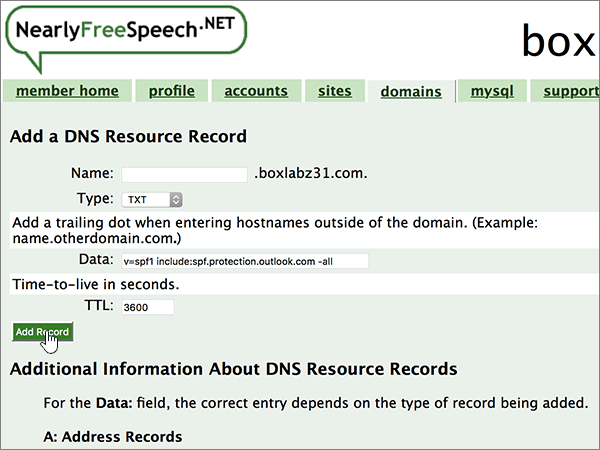 NearlyFreeSpeech.NET
box
member home profile accounts sites domains mysql support
Add a DNS Resource Record
Name: .boxlabz31.com.
Type: TXT
Add a trailing dot when entering hostnames outside of the domain. (Example:
name.otherdomain.com.)
Data: v=spf1 include:spf.protection.outlook.com -all
Time-to-live in seconds.
TTL: 3600
Add Record
Additional Information About DNS Resource Records
For the Data: field, the correct entry depends on the type of record being added.
A: Address Records